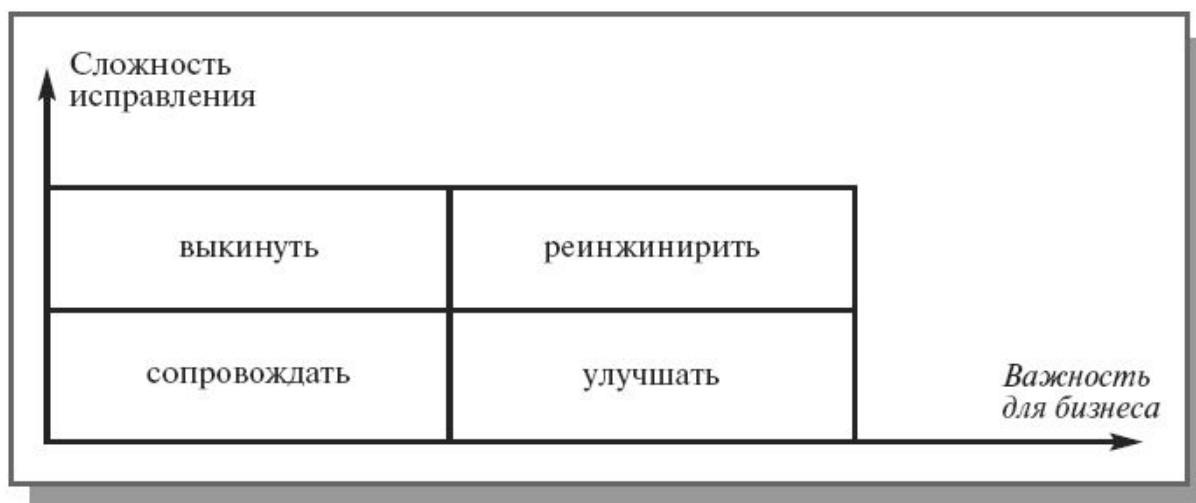 Сложность
исправления
выкинуть
реинжинирить
сопровождать
улучшать
Важность
для бизнеса